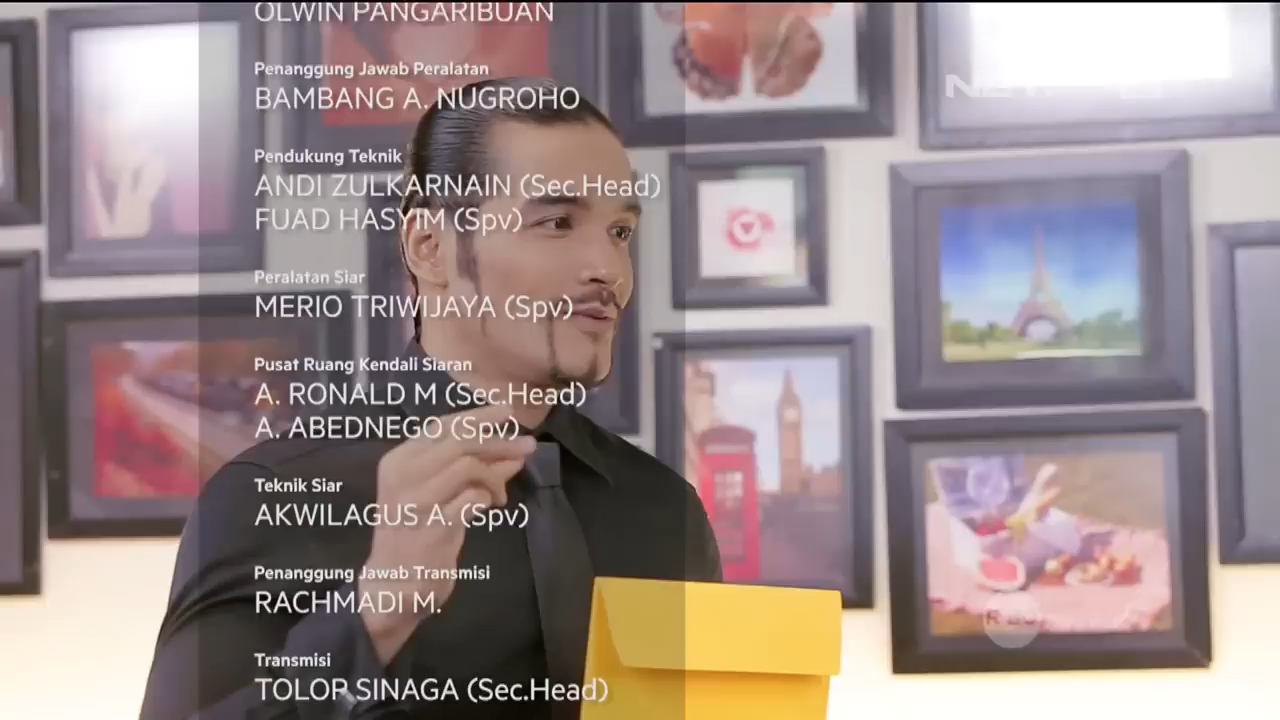 OLWIN PANGARIBUAN
Penanggung Jawab Peralatan
BAMBANG A. NUGROHO
Pendukung Teknik
ANDI ZULKARNAIN (Sec.Head)
FUAD HASYIM (Spv)
Peralatan Siar
MERIO TRIWIJAYA (Spv)
Pusat Ruang Kendali Siaran
A. RONALD M (Sec.Head)
A. ABEDNEGO (Spv)
Teknik Siar
AKWILAGUS A. (Spv)
Penanggung Jawab Transmisi
RACHMADI M.
Transmisi
TOLOP SINAGA (Sec.Head)